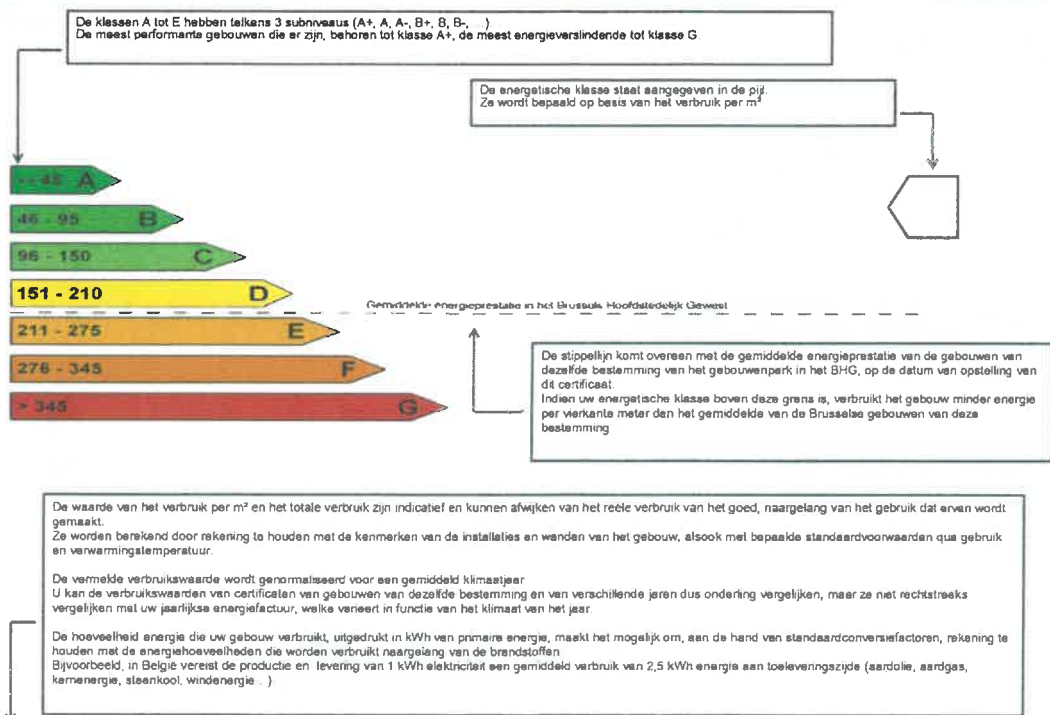 De klassen A tot E hebben telkens 3 subniveaus (A+, A, A-, B+, B, B-, ...)
De meest performante gebouwen die er zijn, behoren tot klasse A+, de meest energieverslindende tot klasse G.
De energetische klasse staat aangegeven in de pijl.
Ze wordt bepaald op basis van het verbruik per m²
45 A
46 - 95 B
96 - 150 C
151 - 210 D
Gemiddelde energieprestatie in het Brussels Hoofdstedelijk Gewest
211 - 275 E
276 - 345 F
> 345 G
De stippellijn komt overeen met de gemiddelde energieprestatie van de gebouwen van
dezelfde bestemming van het gebouwenpark in het BHG, op de datum van opstelling van
dit certificaat.
Indien uw energetische klasse boven deze grens is, verbruikt het gebouw minder energie
per vierkante meter dan het gemiddelde van de Brusselse gebouwen van deze
bestemming
De waarde van het verbruik per m² en het totale verbruik zijn indicatief en kunnen afwijken van het reële verbruik van het goed, naargelang van het gebruik dat ervan wordt
gemaakt.
Ze worden berekend door rekening te houden met de kenmerken van de installaties en wanden van het gebouw, alsook met bepaalde standaardvoorwaarden qua gebruik
en verwarmingstemperatuur.
De vermelde verbruikswaarde wordt genormaliseerd voor een gemiddeld klimaatjaar
U kan de verbruikswaarden van certificaten van gebouwen van dezelfde bestemming en van verschillende jaren dus onderling vergelijken, maar ze niet rechtstreeks
vergelijken met uw jaarlijkse energiefactuur, welke varieert in functie van het klimaat van het jaar.
De hoeveelheid energie die uw gebouw verbruikt, uitgedrukt in kWh van primaire energie, maakt het mogelijk om, aan de hand van standaardconversiefactoren, rekening te
houden met de energiehoeveelheden die worden verbruikt naargelang van de brandstoffen
Bijvoorbeeld, in België vereist de productie en levering van 1 kWh elektriciteit een gemiddeld verbruik van 2,5 kWh energie aan toeleveringszijde (aardolie, aardgas,
kernenergie, steenkool, windenergie ...)